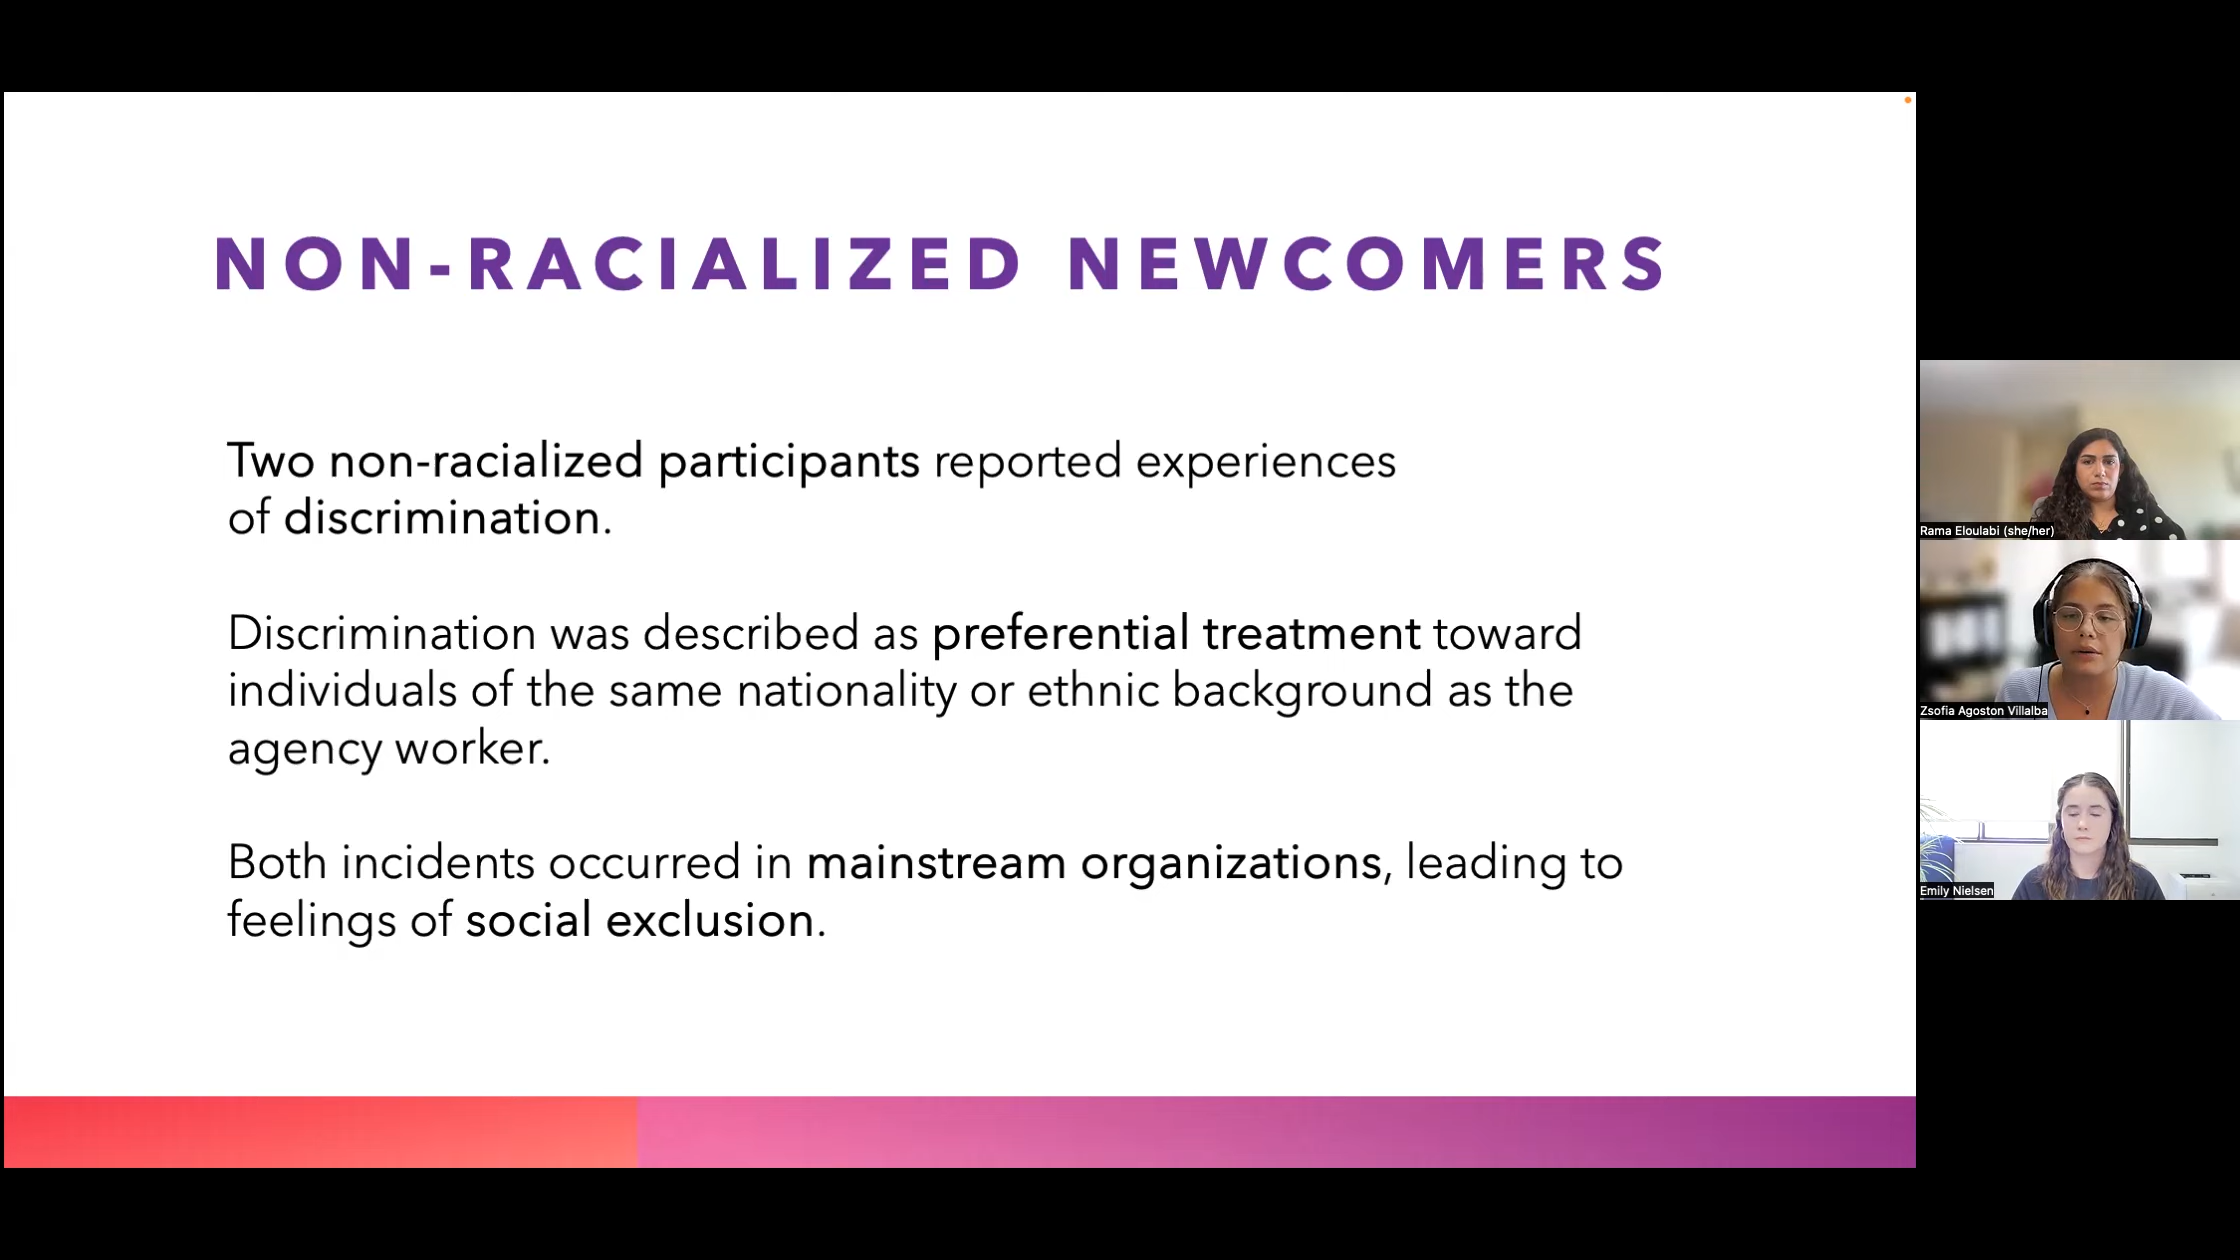 NON-RACIALIZED NEWCOMERS
Two non-racialized participants reported experiences
of discrimination.
Discrimination was described as preferential treatment toward
individuals of the same nationality or ethnic background as the
agency worker.
Both incidents occurred in mainstream organizations, leading to
feelings of social exclusion.
Rama Eloulabi (she/her)
Zsofia Agoston Villalba
Emily Nielsen